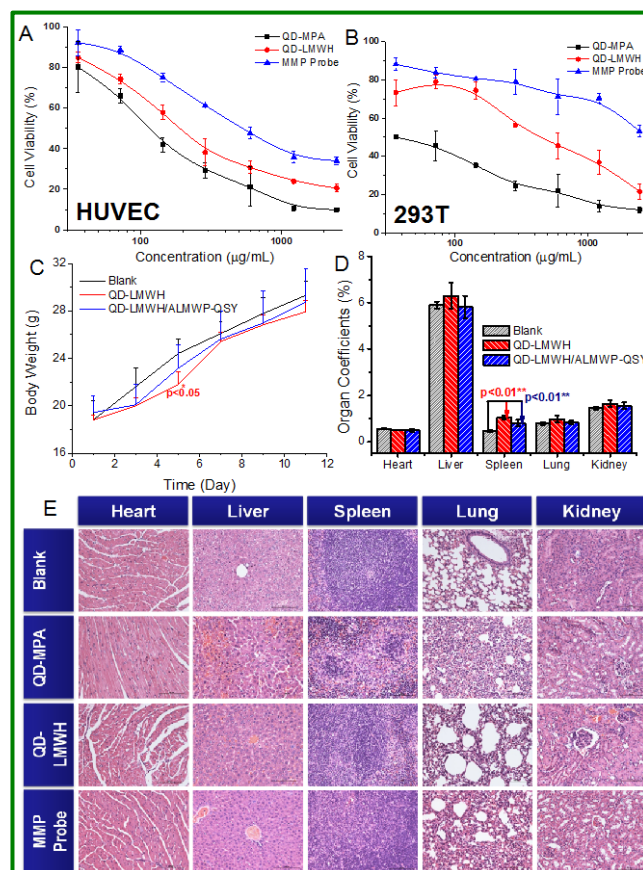 A
QD-MPA
QD-LMWH
MMP Probe
100
80
60
40
20
0
Cell Viability (%)
HUVEC
100
1000
Concentration (μg/mL)
B
QD-MPA
QD-LMWH
MMP Probe
100
80
60
40
20
0
Cell Viability (%)
293T
100
1000
Concentration (μg/mL)
C
Blank
QD-LMWH
QD-LMWH/ALMWP-QSY
32
28
24
20
16
Body Weight (g)
p<0.05
*
0
2
4
6
8
10
12
Time (Day)
D
Blank
QD-LMWH
QD-LMWH/ALMWP-QSY
6
4
2
0
Organ Coefficients (%)
p<0.01**
p<0.01**
Heart
Liver
Spleen
Lung
Kidney
E
Heart
Liver
Spleen
Lung
Kidney
Blank
QD-MPA
QD-
LMWH
MMP
Probe